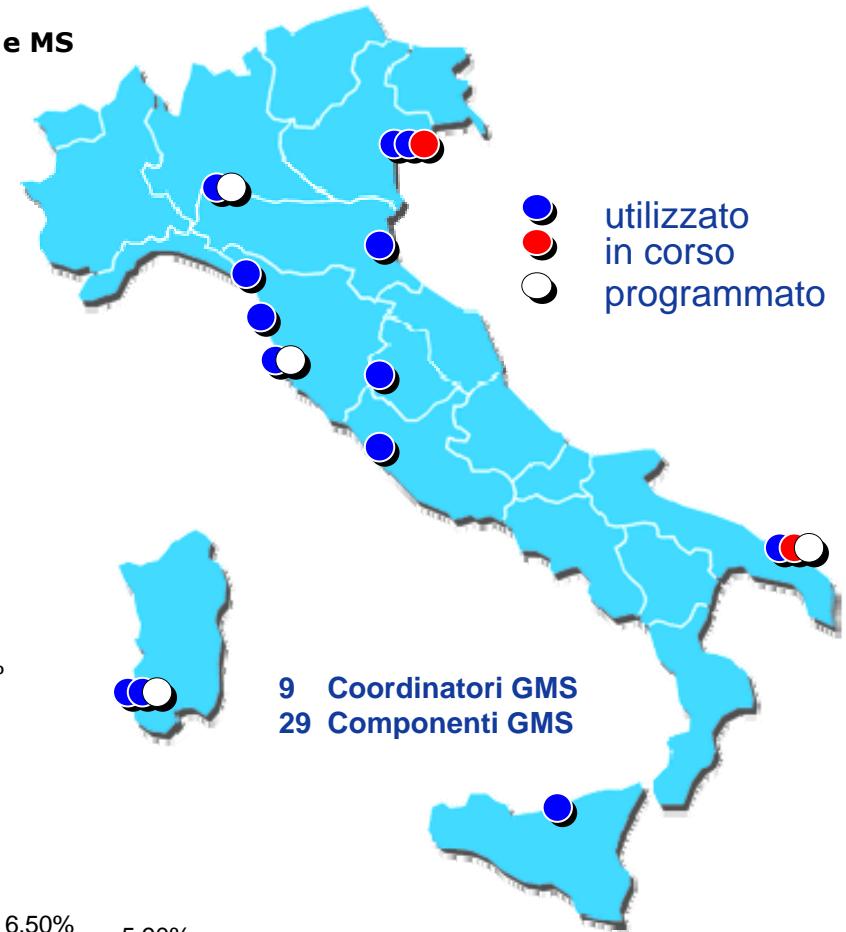 e MS
utilizzato
in corso
programmato
9 Coordinatori GMS
29 Componenti GMS
6.50%